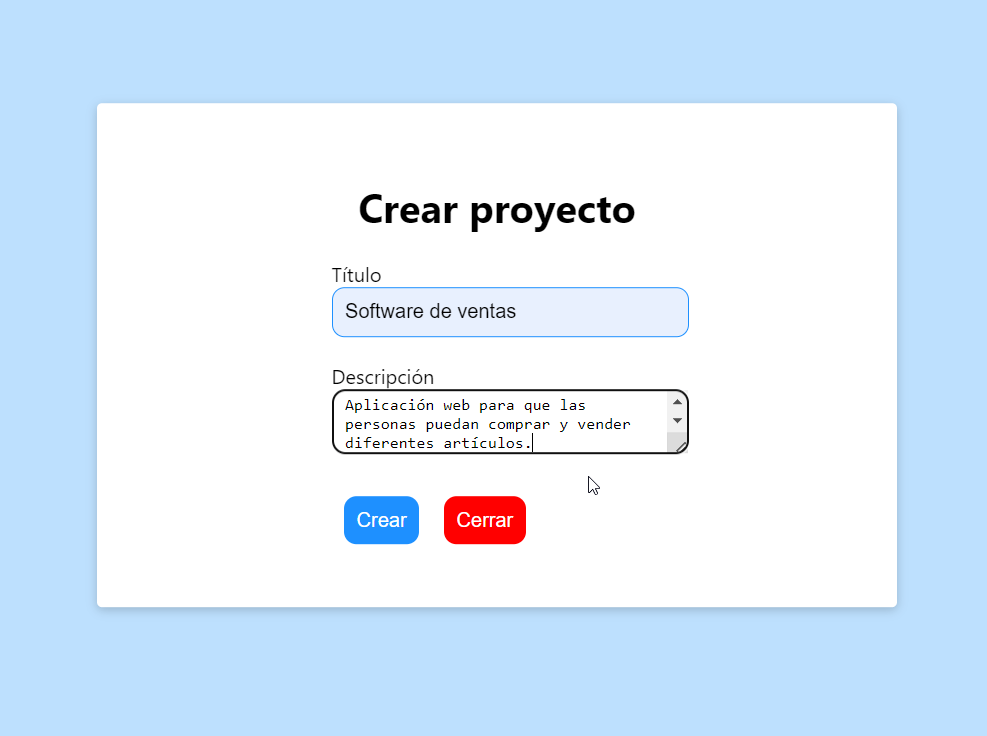 Crear proyecto
Título
Software de ventas
Descripción
Aplicación web para que las
personas puedan comprar y vender
diferentes artículos.
Crear
Cerrar